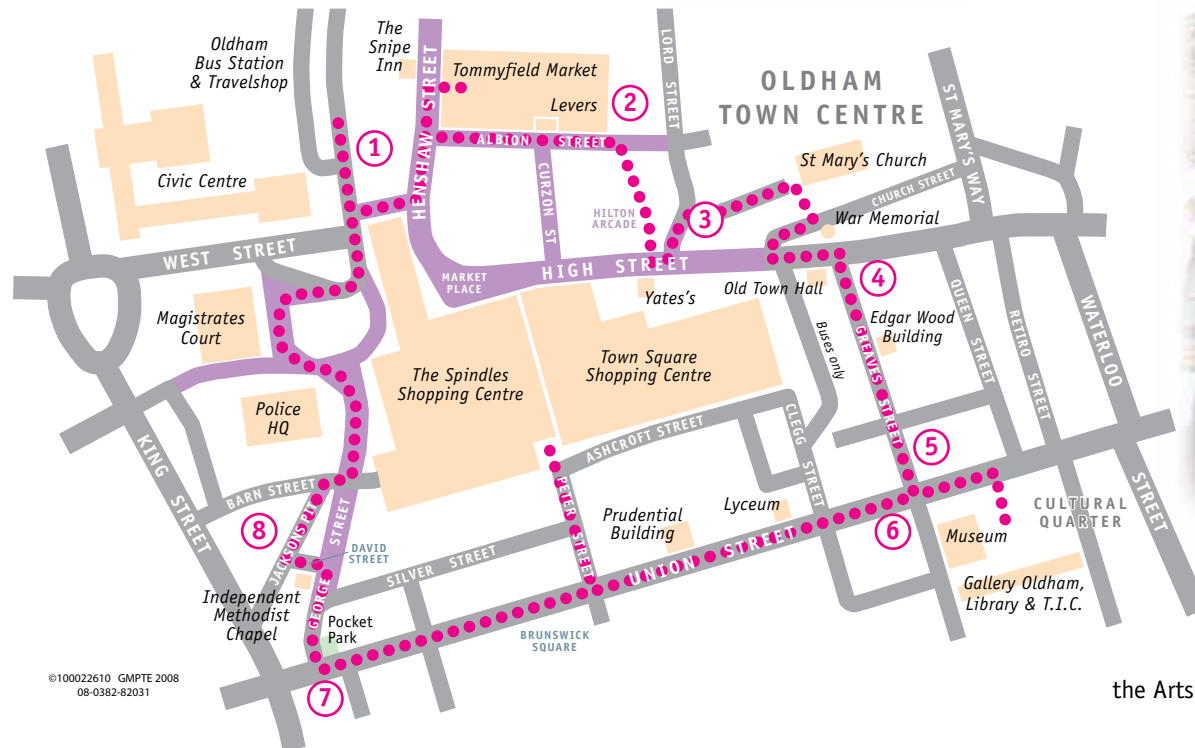 Oldham
Bus Station
& Travelshop
The
Snipe
Inn
HENSHAW STREET
Tommyfield Market
Levers
2
LORD STREET
OLDHAM
TOWN CENTRE
ST MARY'S WAY
1
ALBION STREET
CURZON ST
St Mary's Church
CHURCH STREET
Civic Centre
HILTON
ARCADE
3
War Memorial
WEST STREET
MARKET
PLACE
HIGH STREET
Yates's
Old Town Hall
4
QUEEN STREET
RETIRO STREET
WATERLOO STREET
Magistrates
Court
Buses only
GREAVES STREET
Edgar Wood
Building
The Spindles
Shopping Centre
Town Square
Shopping Centre
Police
HQ
KING STREET
ASHCROFT STREET
CLEGG STREET
5
BARN STREET
PETER STREET
Lyceum
Prudential
Building
6
CULTURAL
QUARTER
Museum
8
JACKSONS PIT
DAVID
STREET
GEORGE STREET
SILVER STREET
UNION STREET
Independent
Methodist
Chapel
Gallery Oldham,
Library & T.I.C.
Pocket
Park
BRUNSWICK
SQUARE
7
©100022610 GMPTE 2008
08-0382-82031
the Arts